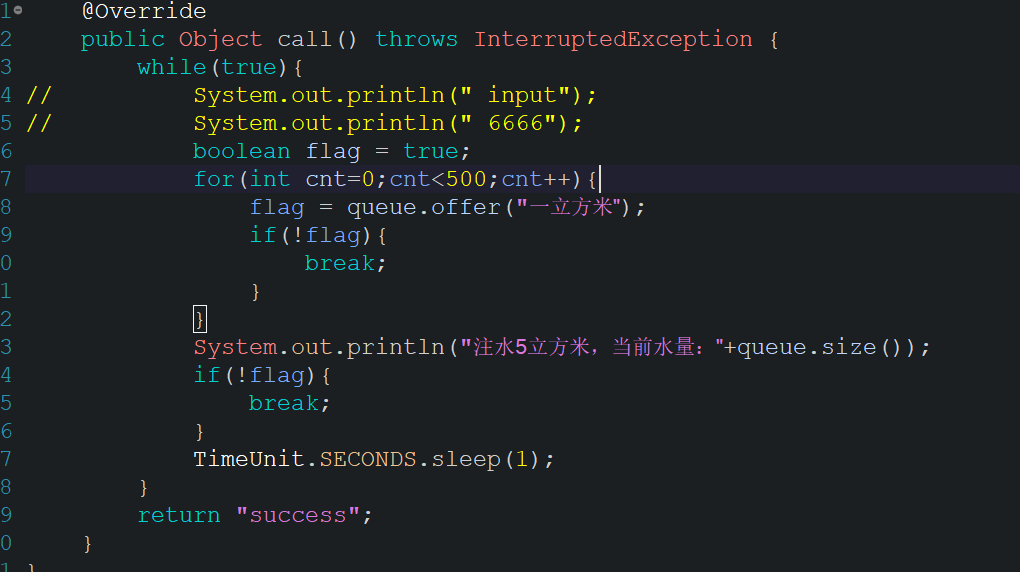 1 @Override
2 public Object call() throws InterruptedException {
3 while(true){
4 // System.out.println(" input");
5 // System.out.println(" 6666");
6 boolean flag = true;
7 for(int cnt=0;cnt<500;cnt++){
8 flag = queue.offer("一立方米");
9 if(!flag){
0 break;
1 }
2 }
3 System.out.println("注水5立方米，当前水量："+queue.size());
4 if(!flag){
5 break;
6 }
7 TimeUnit.SECONDS.sleep(1);
8 }
9 return "success";
0 }
1 }